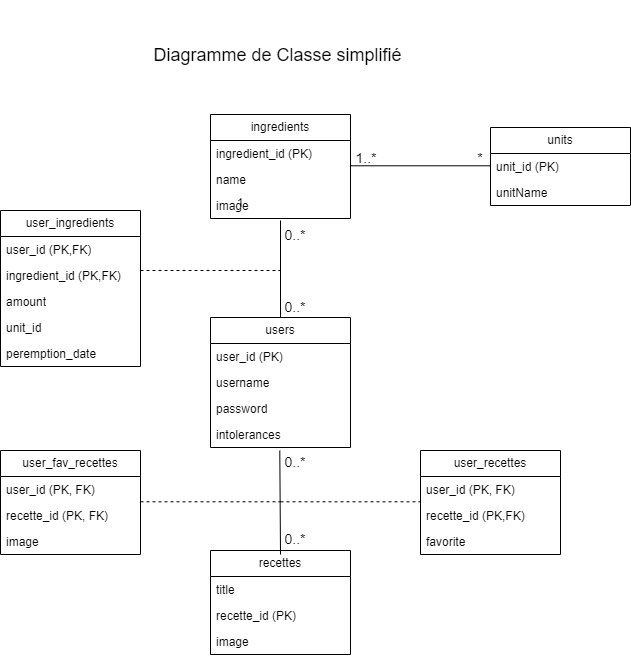 Diagramme de Classe simplifié
ingredients
ingredient_id (PK)
name
image
1
1..*
*
units
unit_id (PK)
unitName
user_ingredients
user_id (PK,FK)
ingredient_id (PK,FK)
amount
unit_id
peremption_date
0..*
0..*
users
user_id (PK)
username
password
intolerances
0..*
0..*
user_fav_recettes
user_id (PK, FK)
recette_id (PK, FK)
image
user_recettes
user_id (PK, FK)
recette_id (PK,FK)
favorite
recettes
title
recette_id (PK)
image